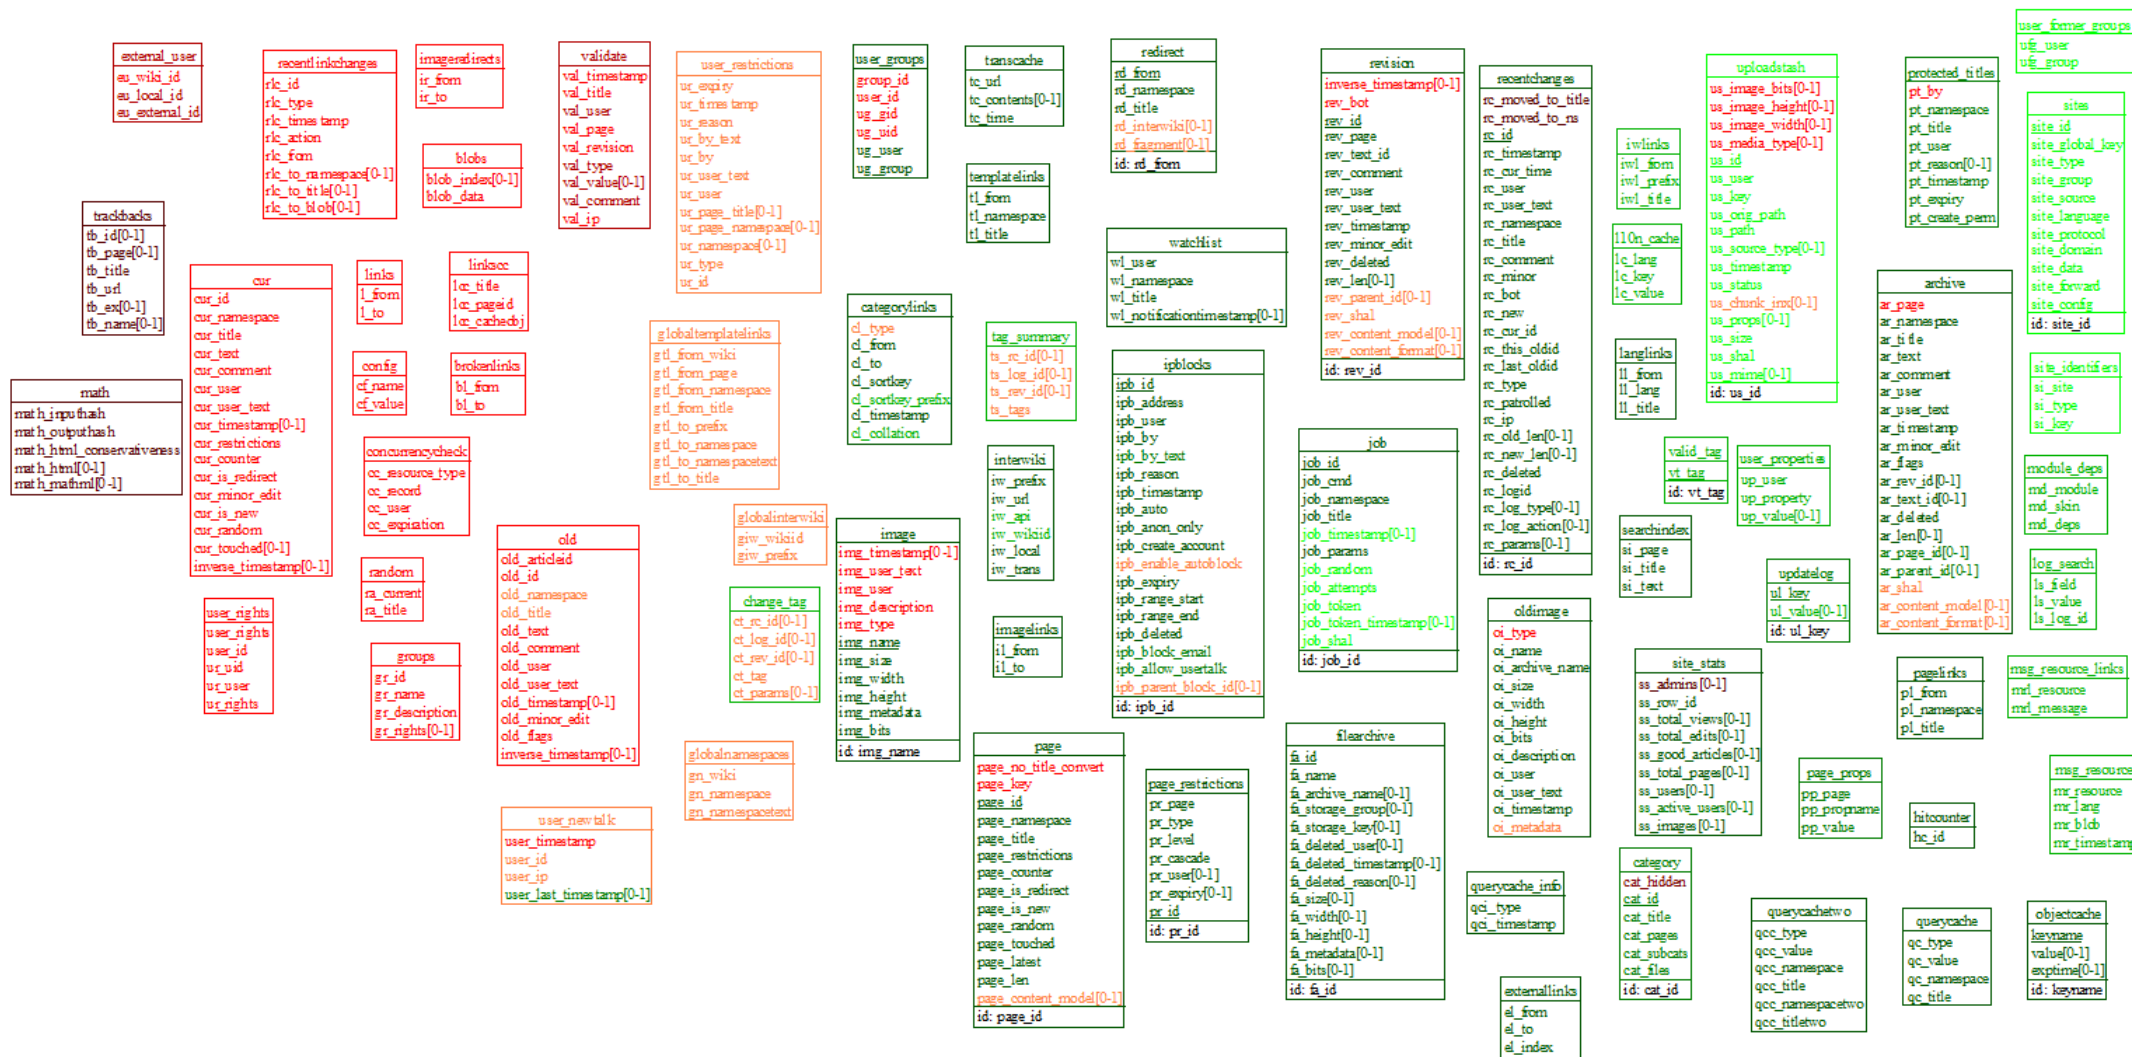 external_user
eu_wiki_id
eu_local_id
eu_external_id
recentlinkchanges
rlc_id
rlc_type
rlc_timestamp
rlc_action
rlc_from
rlc_to_namespace[0-1]
rlc_to_title[0-1]
rlc_to_blob[0-1]
imageredirects
ir_from
ir_to
blobs
blob_index[0-1]
blob_data
validate
val_timestamp
val_title
val_user
val_page
val_revision
val_type
val_value[0-1]
val_comment
val_ip
user_restrictions
ur_expiry
ur_timestamp
ur_reason
ur_by_text
ur_by
ur_user_text
ur_user
ur_page_title[0-1]
ur_page_namespace[0-1]
ur_namespace[0-1]
ur_type
ur_id
user_groups
group_id
user_id
ug_gid
ug_uid
ug_user
ug_group
transcache
tc_url
tc_contents[0-1]
tc_time
templatelinks
tl_from
tl_namespace
tl_title
redirect
rd_from
rd_namespace
rd_title
rd_interwiki[0-1]
rd_fragment[0-1]
id: rd_from
watchlist
wl_user
wl_namespace
wl_title
wl_notificationtimestamp[0-1]
revision
inverse_timestamp[0-1]
rev_bot
rev_id
rev_page
rev_text_id
rev_comment
rev_user
rev_user_text
rev_timestamp
rev_minor_edit
rev_deleted
rev_len[0-1]
rev_parent_id[0-1]
rev_sha1
rev_content_model[0-1]
rev_content_format[0-1]
id: rev_id
recentchanges
rc_moved_to_title
rc_moved_to_ns
rc_id
rc_timestamp
rc_cur_time
rc_user
rc_user_text
rc_namespace
rc_title
rc_comment
rc_minor
rc_bot
rc_new
rc_cur_id
rc_this_oldid
rc_last_oldid
rc_type
rc_patrolled
rc_ip
rc_old_len[0-1]
rc_new_len[0-1]
rc_deleted
rc_logid
rc_log_type[0-1]
rc_log_action[0-1]
rc_params[0-1]
id: rc_id
iwlinks
iwl_from
iwl_prefix
iwl_title
l10n_cache
lc_lang
lc_key
lc_value
langlinks
ll_from
ll_lang
ll_title
uploadstash
us_image_bits[0-1]
us_image_height[0-1]
us_image_width[0-1]
us_media_type[0-1]
us_id
us_user
us_key
us_orig_path
us_path
us_source_type[0-1]
us_timestamp
us_status
us_chunk_inx[0-1]
us_props[0-1]
us_size
us_sha1
us_mime[0-1]
id: us_id
protected_titles
pt_by
pt_namespace
pt_title
pt_user
pt_reason[0-1]
pt_timestamp
pt_expiry
pt_create_perm
user_former_groups
ufg_user
ufg_group
sites
site_id
site_global_key
site_type
site_group
site_source
site_language
site_protocol
site_domain
site_data
site_forward
site_config
id: site_id
trackbacks
tb_id[0-1]
tb_page[0-1]
tb_title
tb_url
tb_ex[0-1]
tb_name[0-1]
math
math_inputhash
math_outputhash
math_html_conservativeness
math_html[0-1]
math_mathml[0-1]
cur
cur_id
cur_namespace
cur_title
cur_text
cur_comment
cur_user
cur_user_text
cur_timestamp[0-1]
cur_restrictions
cur_counter
cur_is_redirect
cur_minor_edit
cur_is_new
cur_random
cur_touched[0-1]
inverse_timestamp[0-1]
links
l_from
l_to
linkscc
lcc_title
lcc_pageid
lcc_cacheobj
config
cf_name
cf_value
brokenlinks
bl_from
bl_to
concurrencycheck
cc_resource_type
cc_record
cc_user
cc_expiration
random
ra_current
ra_title
user_rights
user_rights
user_id
ur_uid
ur_user
ur_rights
groups
gr_id
gr_name
gr_description
gr_rights[0-1]
old
old_articleid
old_id
old_namespace
old_title
old_text
old_comment
old_user
old_user_text
old_timestamp[0-1]
old_minor_edit
old_flags
inverse_timestamp[0-1]
user_newtalk
user_timestamp
user_id
user_ip
user_last_timestamp[0-1]
globaltemplatelinks
gtl_from_wiki
gtl_from_page
gtl_from_namespace
gtl_from_title
gtl_to_prefix
gtl_to_namespace
gtl_to_namespacetext
gtl_to_title
globalinterwiki
giw_wikiid
giw_prefix
change_tag
ct_rc_id[0-1]
ct_log_id[0-1]
ct_rev_id[0-1]
ct_tag
ct_params[0-1]
globalnamespaces
gn_wiki
gn_namespace
gn_namespacetext
categorylinks
cl_type
cl_from
cl_to
cl_sortkey
cl_sortkey_prefix
cl_timestamp
cl_collation
image
img_timestamp[0-1]
img_user_text
img_user
img_description
img_type
img_name
img_size
img_width
img_height
img_metadata
img_bits
id: img_name
tag_summary
ts_rc_id[0-1]
ts_log_id[0-1]
ts_rev_id[0-1]
ts_tags
interwiki
iw_prefix
iw_url
iw_api
iw_wikiid
iw_local
iw_trans
imagelinks
il_from
il_to
ipblocks
ipb_id
ipb_address
ipb_user
ipb_by
ipb_by_text
ipb_reason
ipb_timestamp
ipb_auto
ipb_anon_only
ipb_create_account
ipb_enable_autoblock
ipb_expiry
ipb_range_start
ipb_range_end
ipb_deleted
ipb_block_email
ipb_allow_usertalk
ipb_parent_block_id[0-1]
id: ipb_id
page
page_no_title_convert
page_key
page_id
page_namespace
page_title
page_restrictions
page_counter
page_is_redirect
page_is_new
page_random
page_touched
page_latest
page_len
page_content_model[0-1]
id: page_id
page_restrictions
pr_page
pr_type
pr_level
pr_cascade
pr_user[0-1]
pr_expiry[0-1]
pr_id
id: pr_id
job
job_id
job_cmd
job_namespace
job_title
job_timestamp[0-1]
job_params
job_random
job_attempts
job_token
job_token_timestamp[0-1]
job_sha1
id: job_id
filearchive
fa_id
fa_name
fa_archive_name[0-1]
fa_storage_group[0-1]
fa_storage_key[0-1]
fa_deleted_user[0-1]
fa_deleted_timestamp[0-1]
fa_deleted_reason[0-1]
fa_size[0-1]
fa_width[0-1]
fa_height[0-1]
fa_metadata[0-1]
fa_bits[0-1]
id: fa_id
oldimage
oi_type
oi_name
oi_archive_name
oi_size
oi_width
oi_height
oi_bits
oi_description
oi_user
oi_user_text
oi_timestamp
oi_metadata
querycache_info
qci_type
qci_timestamp
externallinks
el_from
el_to
el_index
valid_tag
vt_tag
id: vt_tag
user_properties
up_user
up_property
up_value[0-1]
searchindex
si_page
si_title
si_text
updatelog
ul_key
ul_value[0-1]
id: ul_key
site_stats
ss_admins[0-1]
ss_row_id
ss_total_views[0-1]
ss_total_edits[0-1]
ss_good_articles[0-1]
ss_total_pages[0-1]
ss_users[0-1]
ss_active_users[0-1]
ss_images[0-1]
category
cat_hidden
cat_id
cat_title
cat_pages
cat_subcats
cat_files
id: cat_id
page_props
pp_page
pp_propname
pp_value
querycachetwo
qcc_type
qcc_value
qcc_namespace
qcc_title
qcc_namespacetwo
qcc_titletwo
archive
ar_page
ar_namespace
ar_title
ar_text
ar_comment
ar_user
ar_user_text
ar_timestamp
ar_minor_edit
ar_flags
ar_rev_id[0-1]
ar_text_id[0-1]
ar_deleted
ar_len[0-1]
ar_page_id[0-1]
ar_parent_id[0-1]
ar_sha1
ar_content_model[0-1]
ar_content_format[0-1]
pagelinks
pl_from
pl_namespace
pl_title
hitcounter
hc_id
querycache
qc_type
qc_value
qc_namespace
qc_title
site_identifiers
si_site
si_type
si_key
module_deps
md_module
md_skin
md_deps
log_search
ls_field
ls_value
ls_log_id
msg_resource_links
mrl_resource
mrl_message
msg_resource
mr_resource
mr_lang
mr_blob
mr_timestamp
objectcache
keyname
value[0-1]
exptime[0-1]
id: keyname